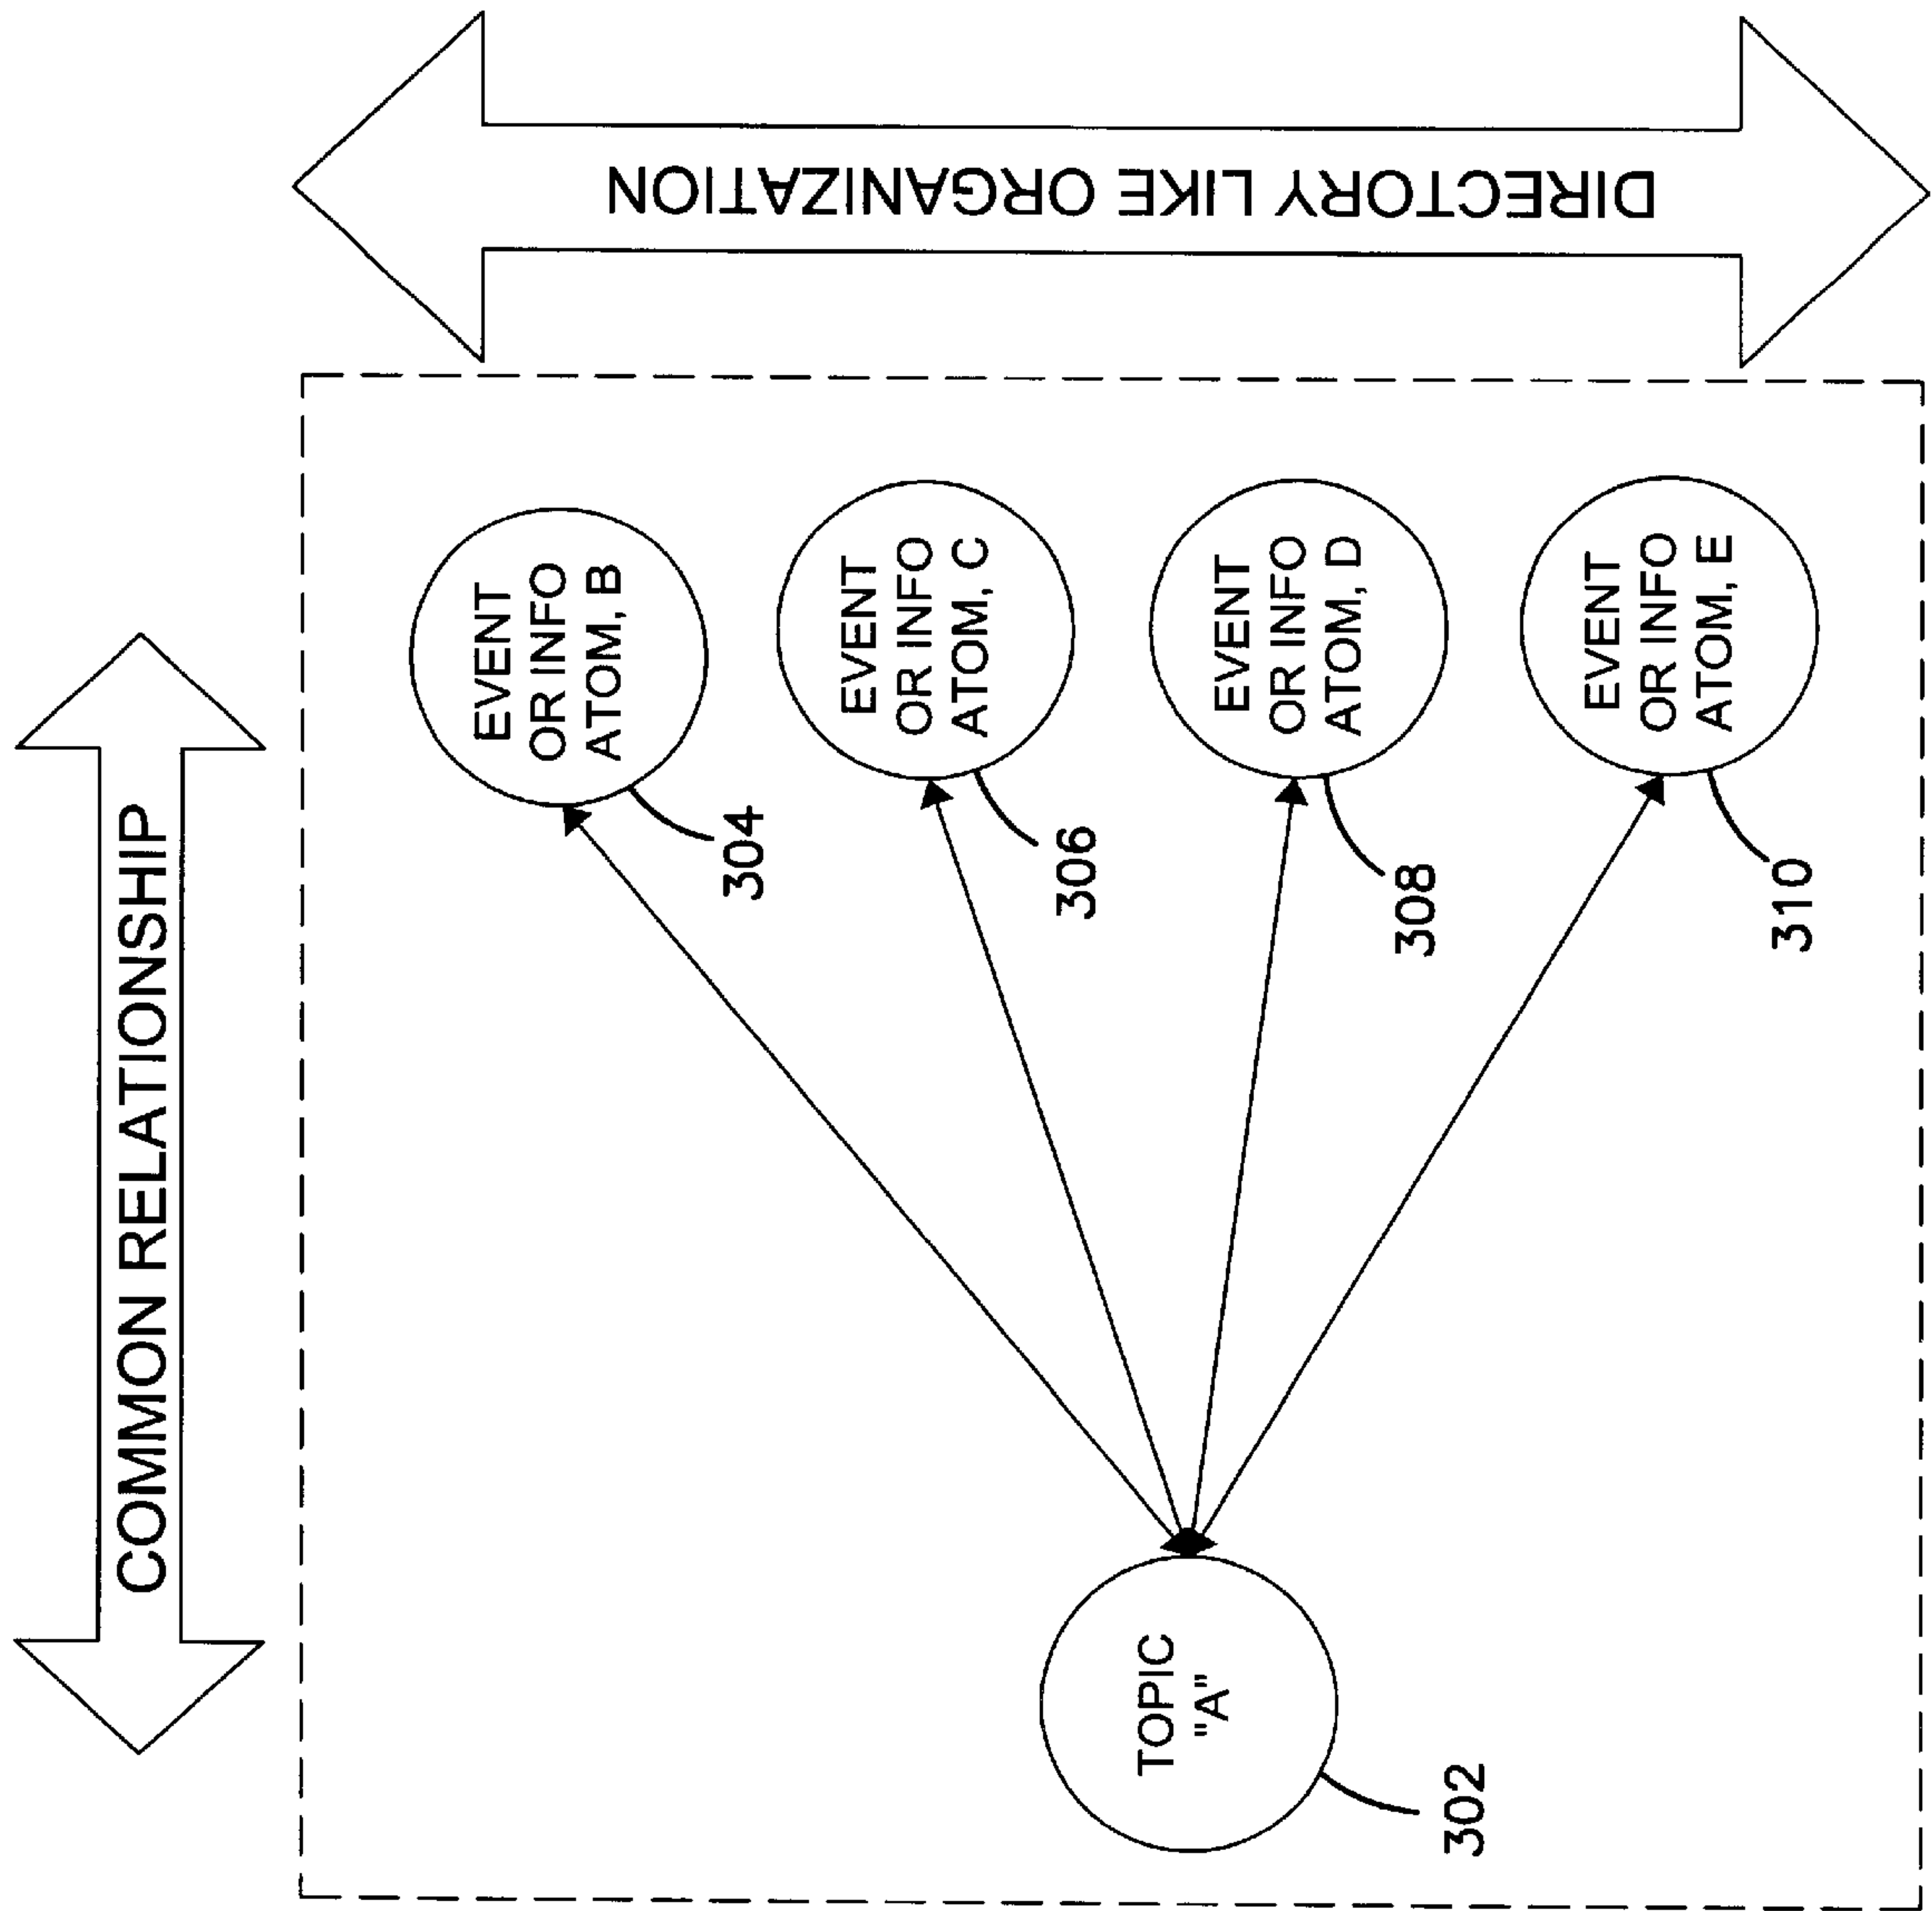 COMMON RELATIONSHIP
DIRECTORY LIKE ORGANIZATION
EVENT
OR INFO
ATOM, B
304
EVENT
OR INFO
ATOM, C
306
EVENT
OR INFO
ATOM, D
308
EVENT
OR INFO
ATOM, E
310
TOPIC
"A"
302